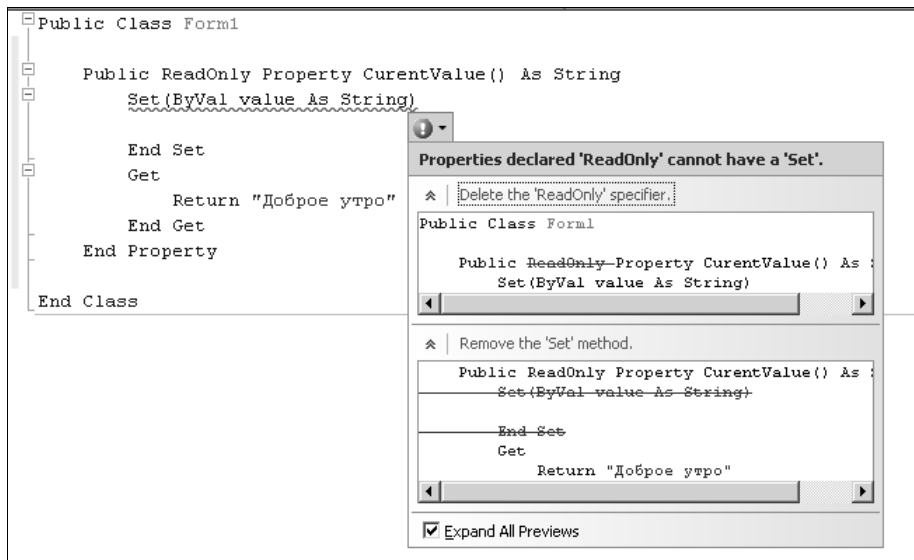 Public Class Form1
Public ReadOnly Property CurentValue() As String
Set(ByVal value As String)
End Set
Get
Return "Доброе утро"
End Get
End Property
End Class
Properties declared 'ReadOnly' cannot have a 'Set'.
Delete the 'ReadOnly' specifier.
Public Class Form1
Public ReadOnly Property CurentValue() As
Set(ByVal value As String)
Remove the 'Set' method.
Public ReadOnly Property CurentValue() As
Set(ByVal value As String)
End Set
Get
Return "Доброе утро"
Expand All Previews